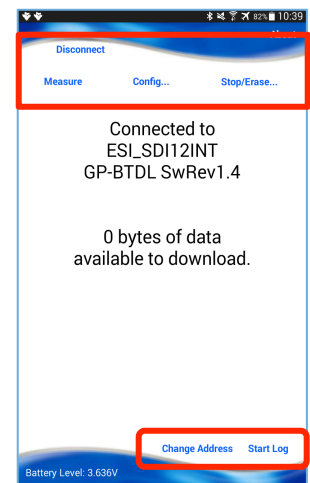 82% 10:39
About
Disconnect
Measure Config... Stop/Erase...
Connected to
ESI_SDI12INT
GP-BTDL SwRev1.4
0 bytes of data
available to download.
Change Address Start Log
Battery Level: 3.636V